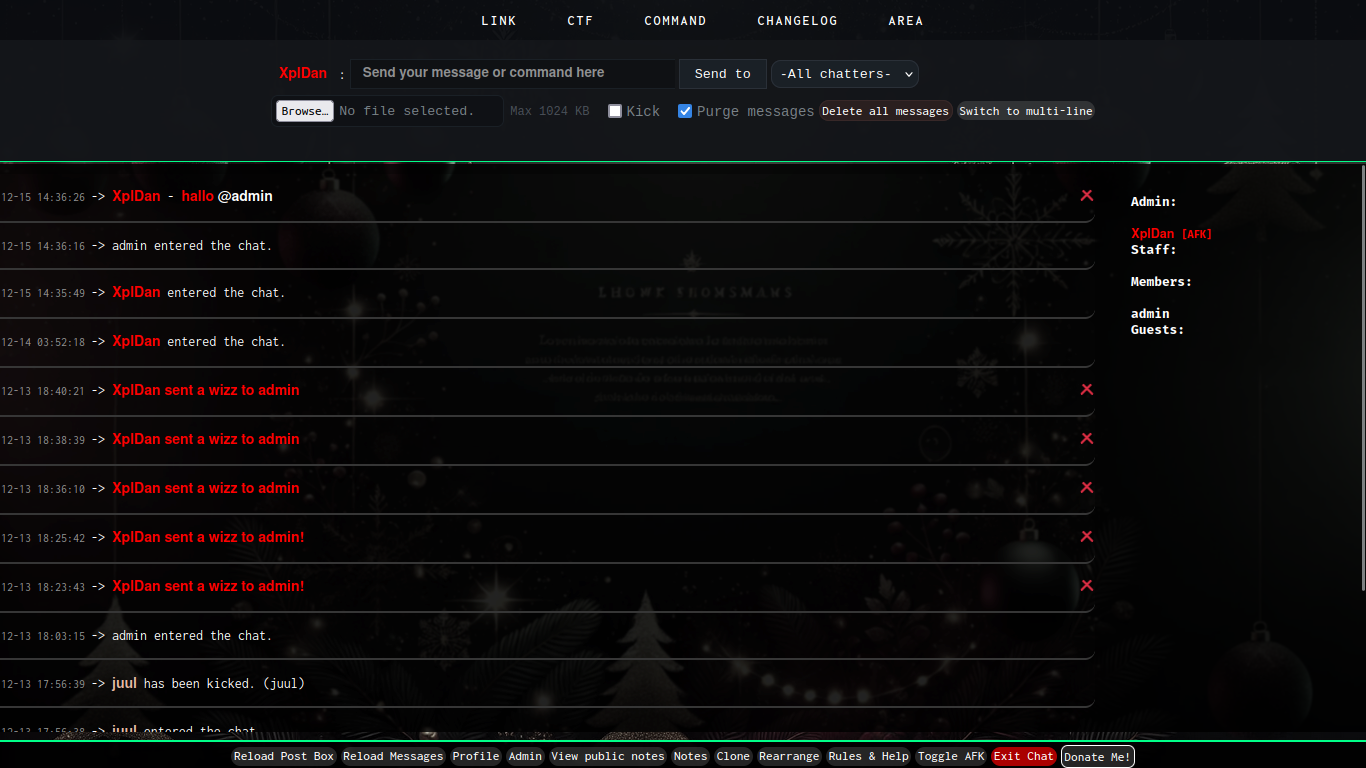 LINK CTF COMMAND CHANGELOG AREA
XplDan : Send your message or command here Send to -All chatters-
Browse… No file selected. Max 1024 KB Kick Purge messages Delete all messages Switch to multi-line
12-15 14:36:26 -> XplDan - hallo @admin ✕
12-15 14:36:16 -> admin entered the chat.
12-15 14:35:49 -> XplDan entered the chat.
12-14 03:52:18 -> XplDan entered the chat.
12-13 18:40:21 -> XplDan sent a wizz to admin ✕
12-13 18:38:39 -> XplDan sent a wizz to admin ✕
12-13 18:36:10 -> XplDan sent a wizz to admin ✕
12-13 18:25:42 -> XplDan sent a wizz to admin! ✕
12-13 18:23:43 -> XplDan sent a wizz to admin! ✕
12-13 18:03:15 -> admin entered the chat.
12-13 17:56:39 -> juul has been kicked. (juul)
12-13 17:56:38 -> juul entered the chat.
Admin:
XplDan [AFK]
Staff:
Members:
admin
Guests:
Reload Post Box Reload Messages Profile Admin View public notes Notes Clone Rearrange Rules & Help Toggle AFK Exit Chat Donate Me!